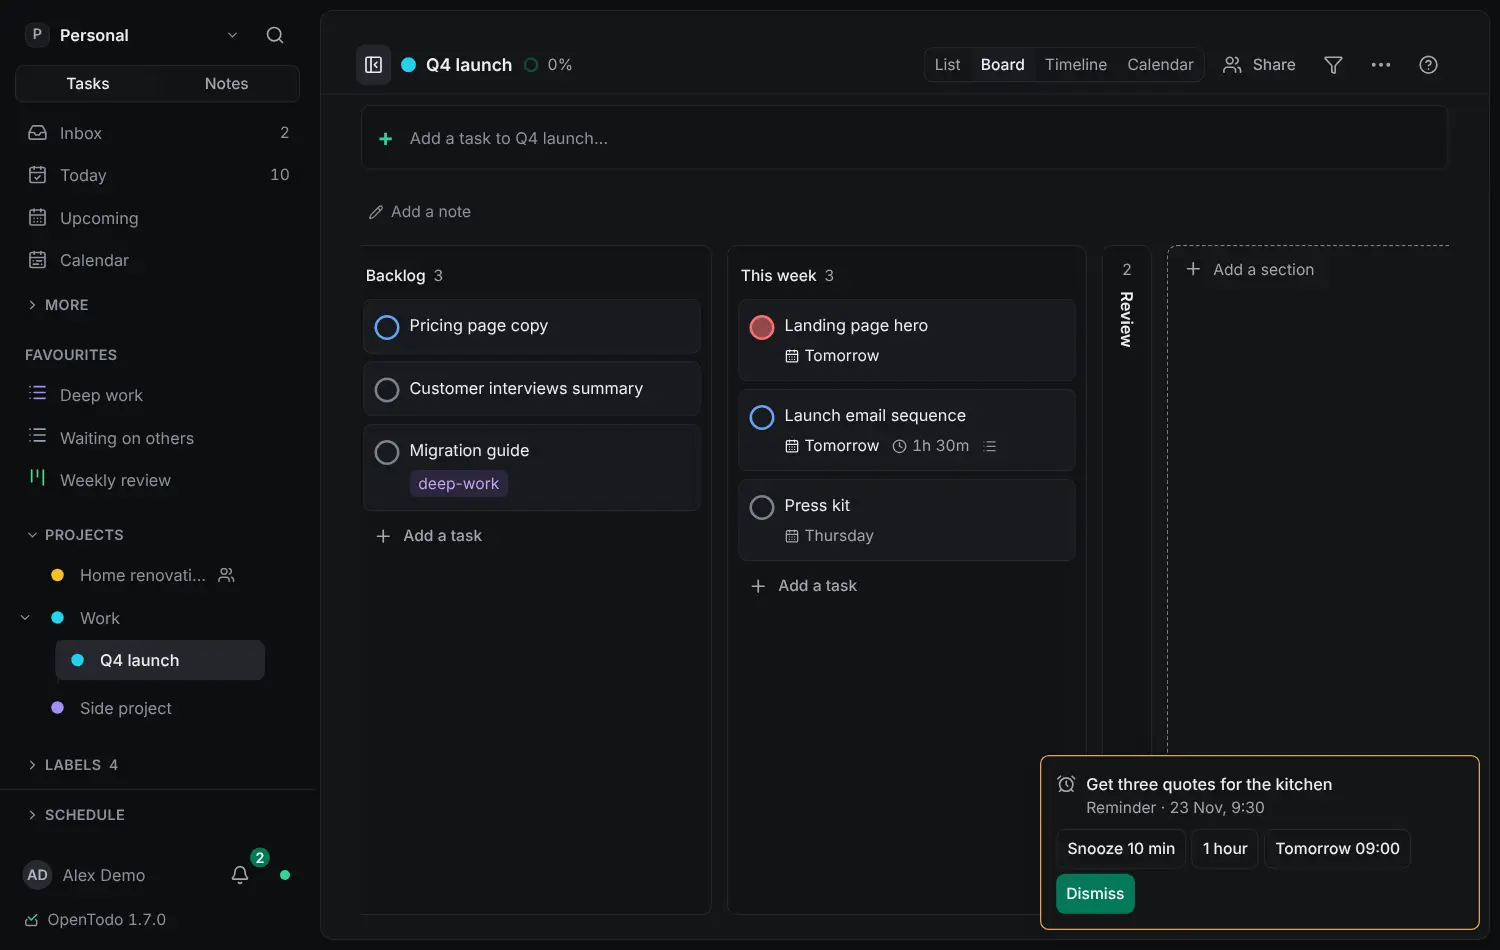 P Personal
Tasks Notes
Inbox 2
Today 10
Upcoming
Calendar
MORE
FAVOURITES
Deep work
Waiting on others
Weekly review
PROJECTS
Home renovati...
Work
Q4 launch
Side project
LABELS 4
SCHEDULE
AD Alex Demo 2
OpenTodo 1.7.0
Q4 launch 0%
List Board Timeline Calendar Share
Add a task to Q4 launch...
Add a note
Backlog 3
Pricing page copy
Customer interviews summary
Migration guide
deep-work
Add a task
This week 3
Landing page hero
Tomorrow
Launch email sequence
Tomorrow 1h 30m
Press kit
Thursday
Add a task
2
Review
Add a section
Get three quotes for the kitchen
Reminder · 23 Nov, 9:30
Snooze 10 min 1 hour Tomorrow 09:00
Dismiss